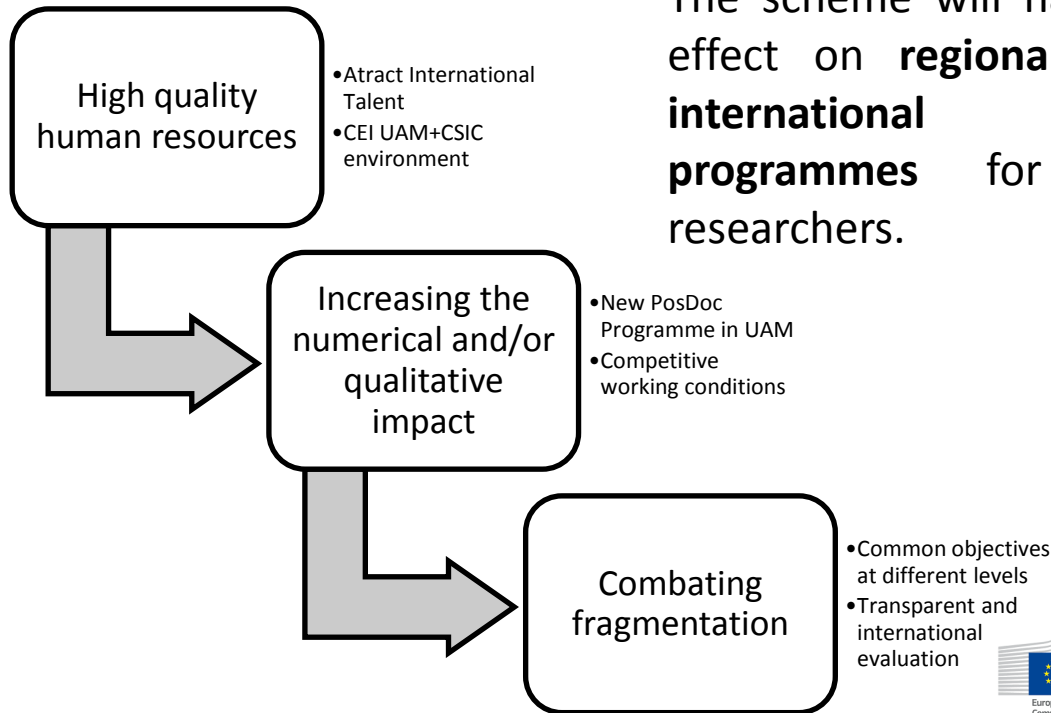 The scheme will
effect on regiona
international
programmes for
researchers.
High quality
human resources
•Atract International
Talent
•CEI UAM+CSIC
environment
Increasing the
numerical and/or
qualitative
impact
•New PosDoc
Programme in UAM
•Competitive
working conditions
Combating
fragmentation
•Common objectives
at different levels
•Transparent and
international
evaluation